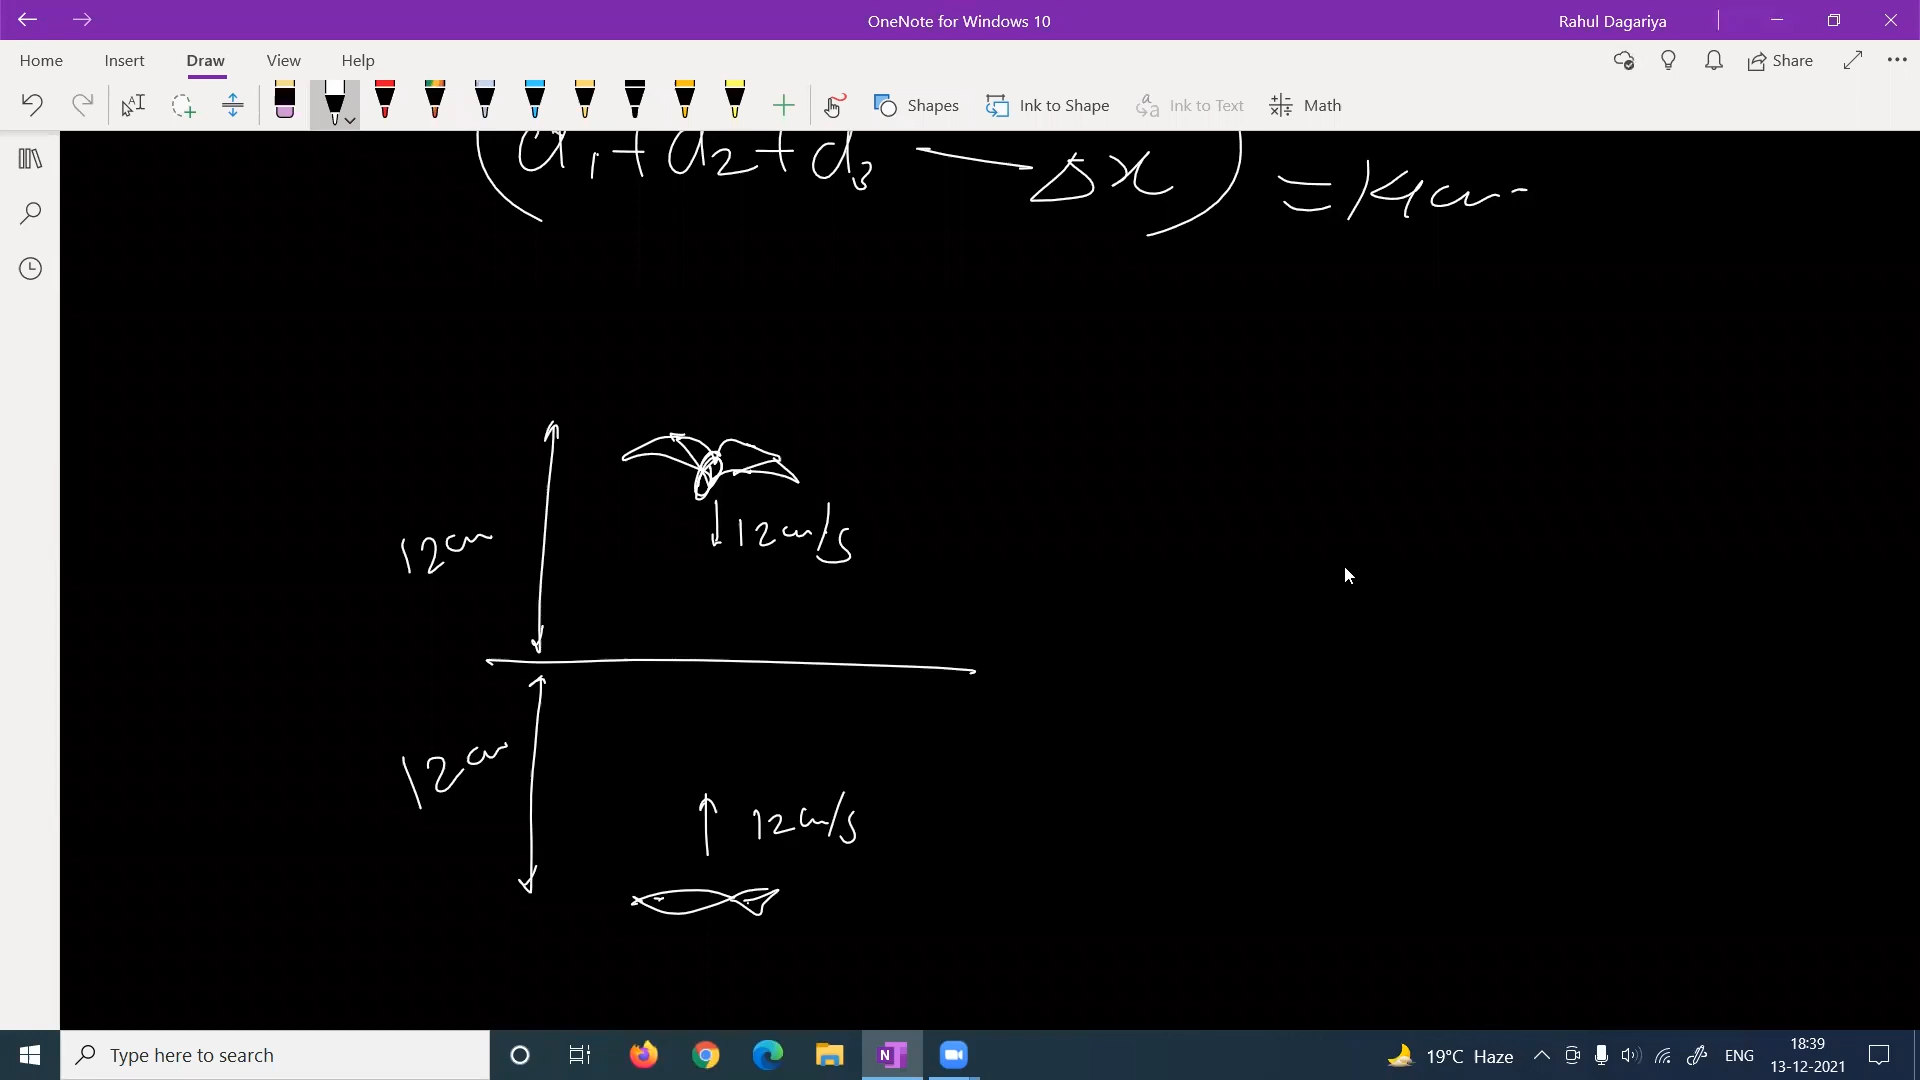 OneNote for Windows 10
Rahul Dagariya
Home Insert Draw View Help
Share
Shapes Ink to Shape Ink to Text Math
(d1 + d2 + d3 — Δx) = 14cm
12cm
12cm/s
12cm
12cm/s
Type here to search
19°C Haze
ENG
18:39
13-12-2021